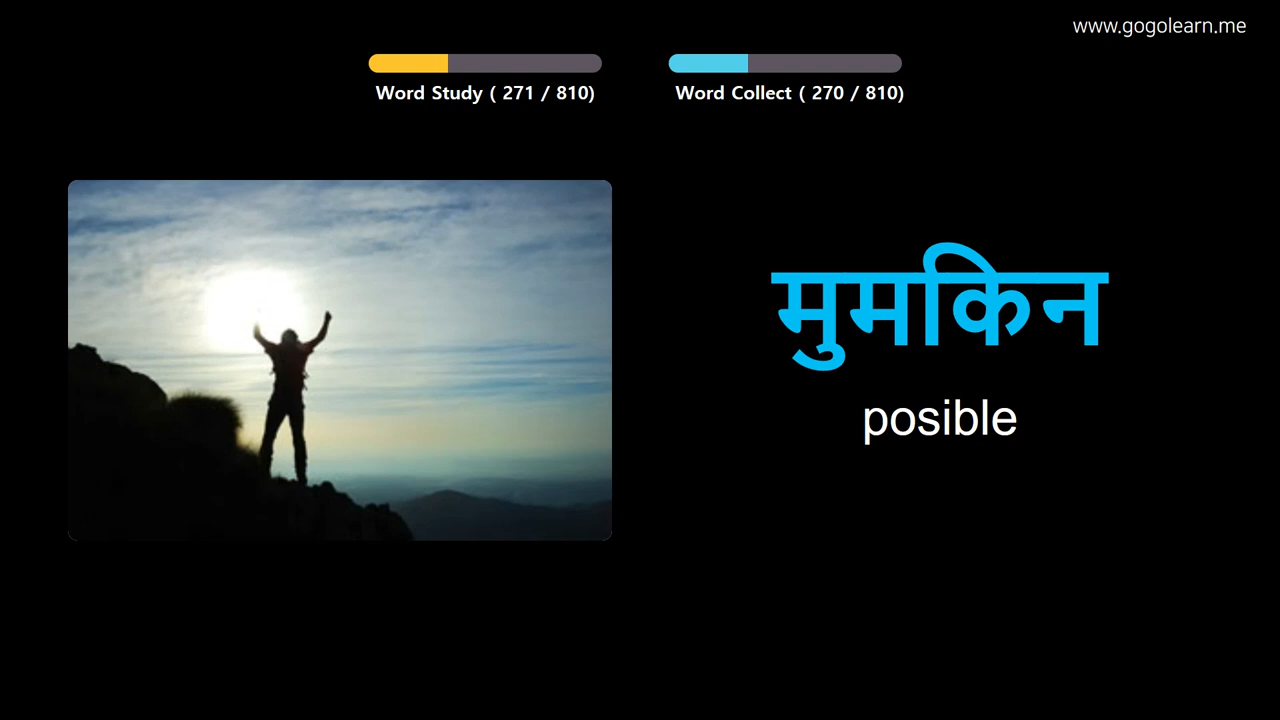 www.gogolearn.me
Word Study ( 271 / 810)
Word Collect ( 270 / 810)
मुमकिन
posible